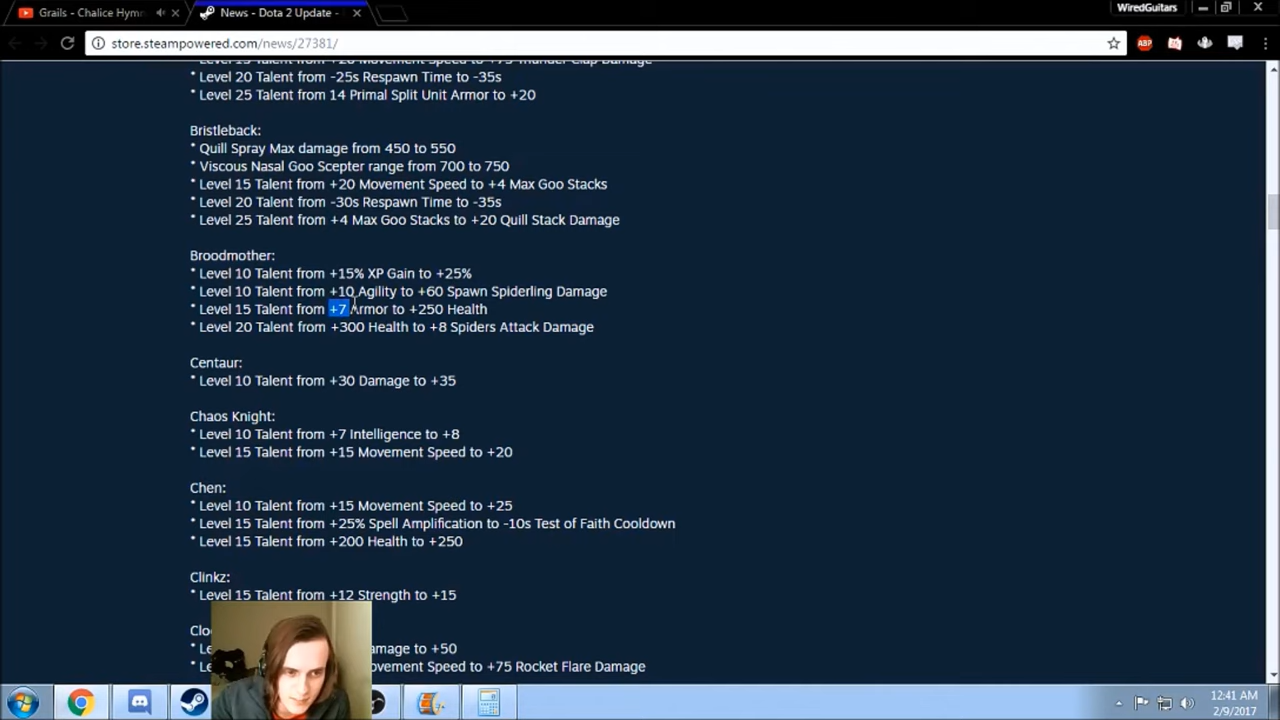 Grails - Chalice Hymn
News - Dota 2 Update -
WiredGuitars
store.steampowered.com/news/27381/
ABP
* Level 20 Talent from -25s Respawn Time to -35s
* Level 25 Talent from 14 Primal Split Unit Armor to +20
Bristleback:
* Quill Spray Max damage from 450 to 550
* Viscous Nasal Goo Scepter range from 700 to 750
* Level 15 Talent from +20 Movement Speed to +4 Max Goo Stacks
* Level 20 Talent from -30s Respawn Time to -35s
* Level 25 Talent from +4 Max Goo Stacks to +20 Quill Stack Damage
Broodmother:
* Level 10 Talent from +15% XP Gain to +25%
* Level 10 Talent from +10 Agility to +60 Spawn Spiderling Damage
* Level 15 Talent from +7 Armor to +250 Health
* Level 20 Talent from +300 Health to +8 Spiders Attack Damage
Centaur:
* Level 10 Talent from +30 Damage to +35
Chaos Knight:
* Level 10 Talent from +7 Intelligence to +8
* Level 15 Talent from +15 Movement Speed to +20
Chen:
* Level 10 Talent from +15 Movement Speed to +25
* Level 15 Talent from +25% Spell Amplification to -10s Test of Faith Cooldown
* Level 15 Talent from +200 Health to +250
Clinkz:
* Level 15 Talent from +12 Strength to +15
to +50
Movement Speed to +75 Rocket Flare Damage
12:41 AM
2/9/2017